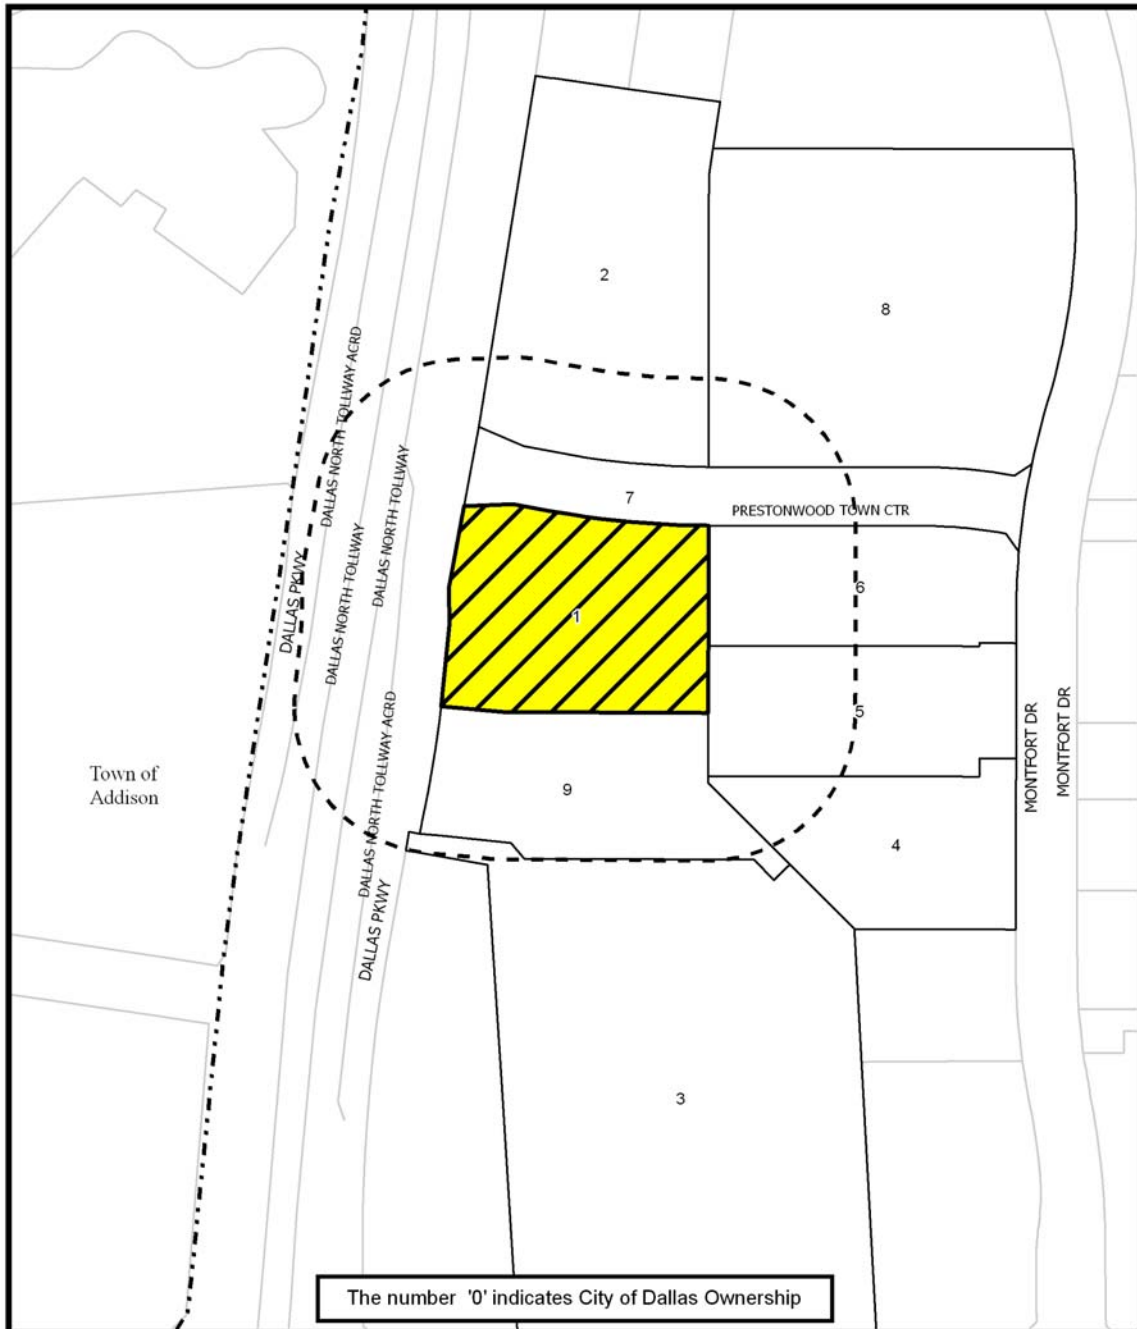 2
8
DALLAS NORTH TOLLWAY ACRD
DALLAS NORTH TOLLWAY
7
PRESTONWOOD TOWN CTR
DALLAS PKWY
DALLAS NORTH TOLLWAY
6
1
5
MONTFORT DR
MONTFORT DR
DALLAS NORTH TOLLWAY ACRD
Town of
Addison
9
4
DALLAS PKWY
3
The number '0' indicates City of Dallas Ownership